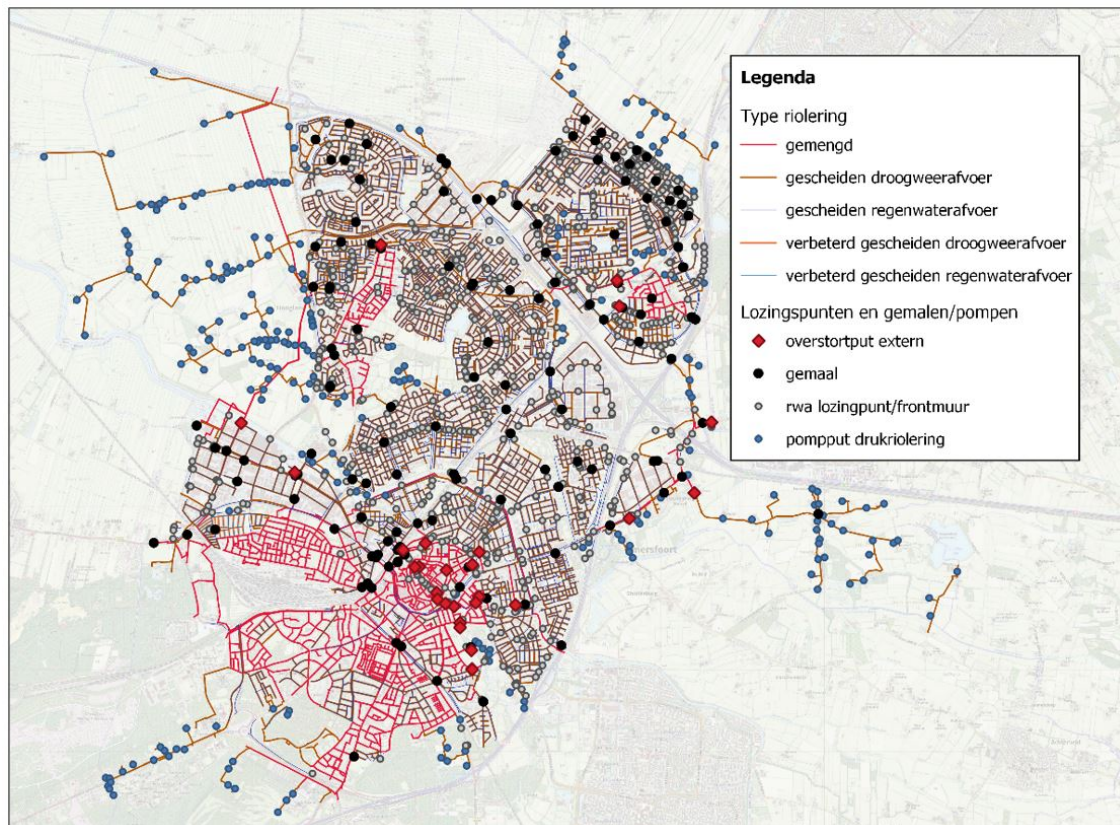 Legenda
Type riolering
gemengd
gescheiden droogweerafvoer
gescheiden regenwaterafvoer
verbeterd gescheiden droogweerafvoer
verbeterd gescheiden regenwaterafvoer
Lozingspunten en gemalen/pompen
overstortput extern
gemaal
rwa lozingpunt/frontmuur
pompput drukriolering